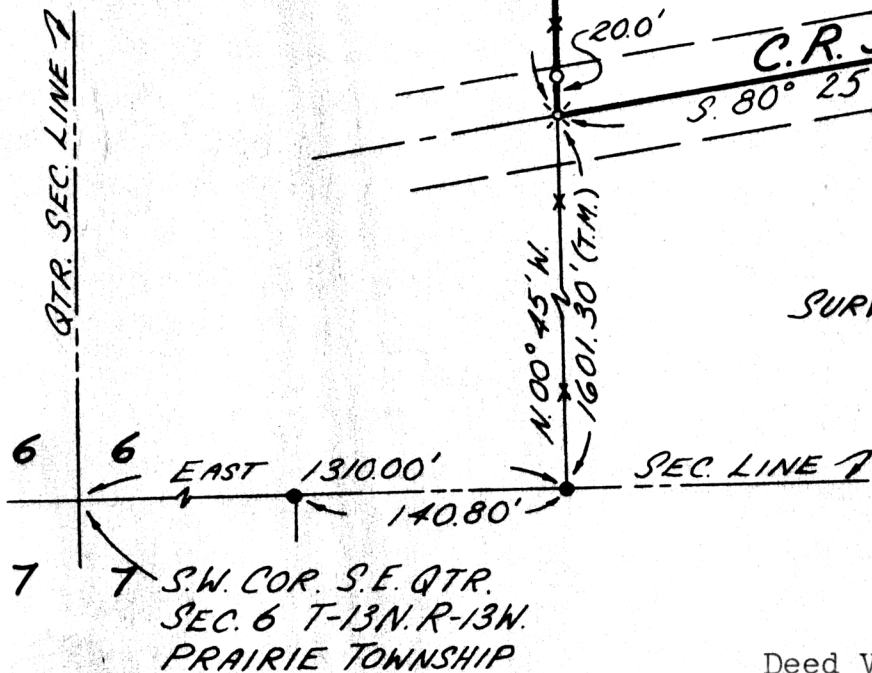 20.0'
C.R.
S. 80° 25
QTR. SEC. LINE
N. 00° 45' W.
1601.30' (T.M.)
6 6
EAST 1310.00'
SEC. LINE
140.80'
7 7
S.W. COR. S.E. QTR.
SEC. 6 T-13N. R-13W.
PRAIRIE TOWNSHIP
Deed